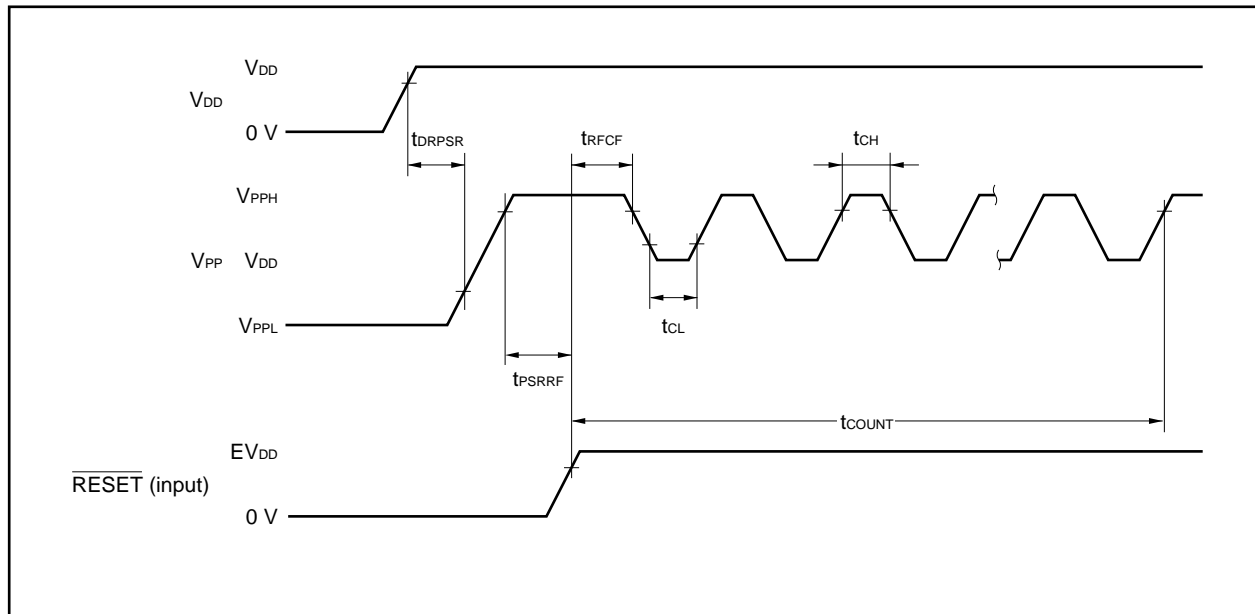 VDD
VDD
0 V
tDRPSR
tRFCF
tCH
VPPH
VPP VDD
VPPL
tCL
tPSRRF
tCOUNT
EVDD
RESET (input)
0 V